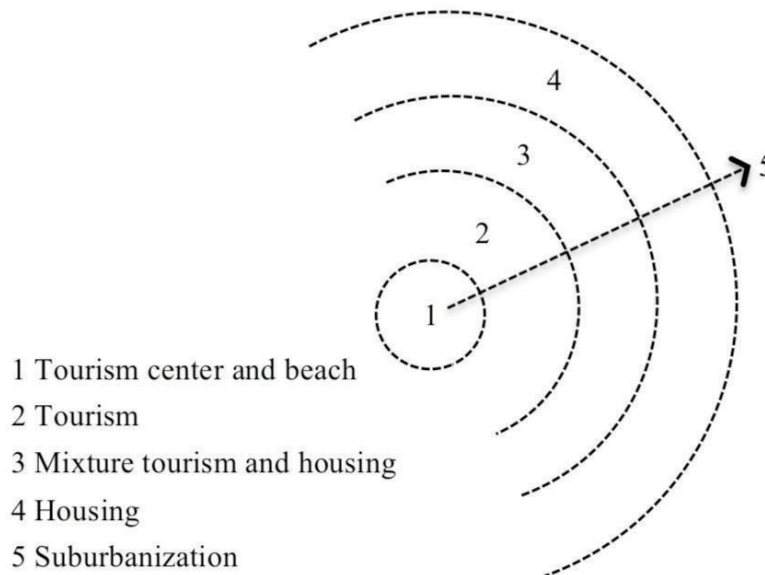 4
3
5
2
1
1 Tourism center and beach
2 Tourism
3 Mixture tourism and housing
4 Housing
5 Suburbanization